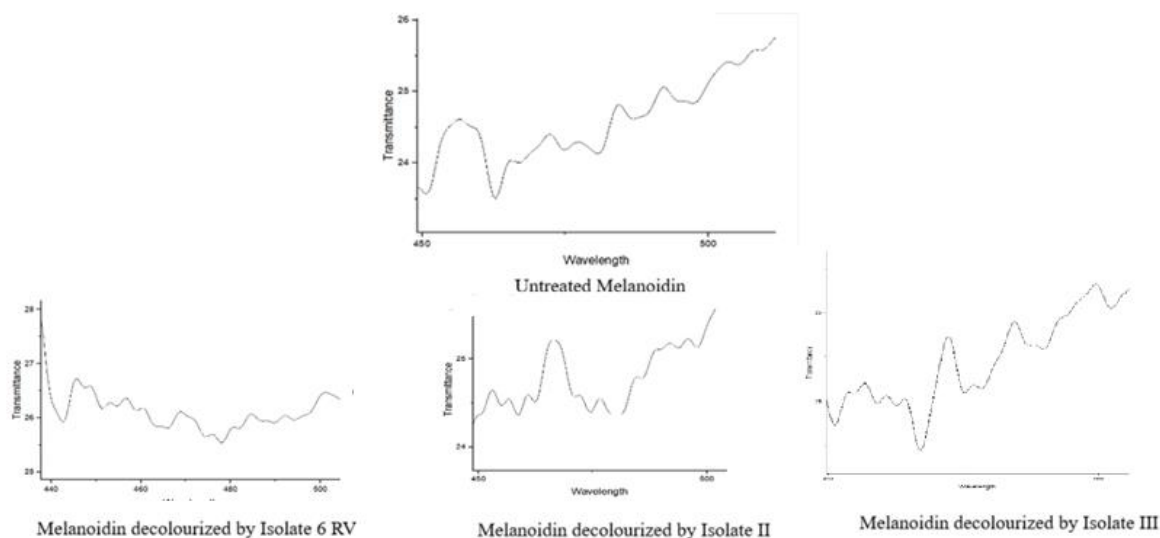 26
25
24
Transmittance
450
500
Wavelength
Untreated Melanoidin
28
27
26
25
Transmittance
440
460
480
500
Melanoidin decolourized by Isolate 6 RV
25
24
Transmittance
450
500
Wavelength
Melanoidin decolourized by Isolate II
Wavelength
Melanoidin decolourized by Isolate III